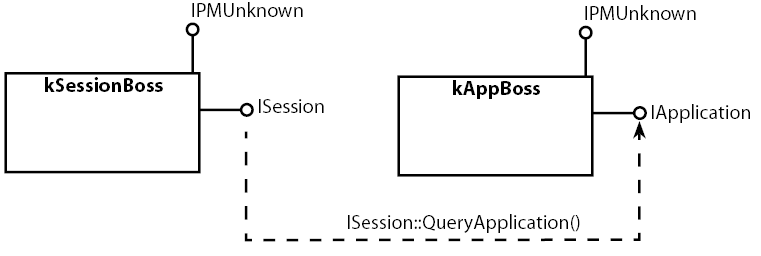 IPMUnknown
IPMUnknown
kSessionBoss
kAppBoss
ISession
IApplication
ISession::QueryApplication()